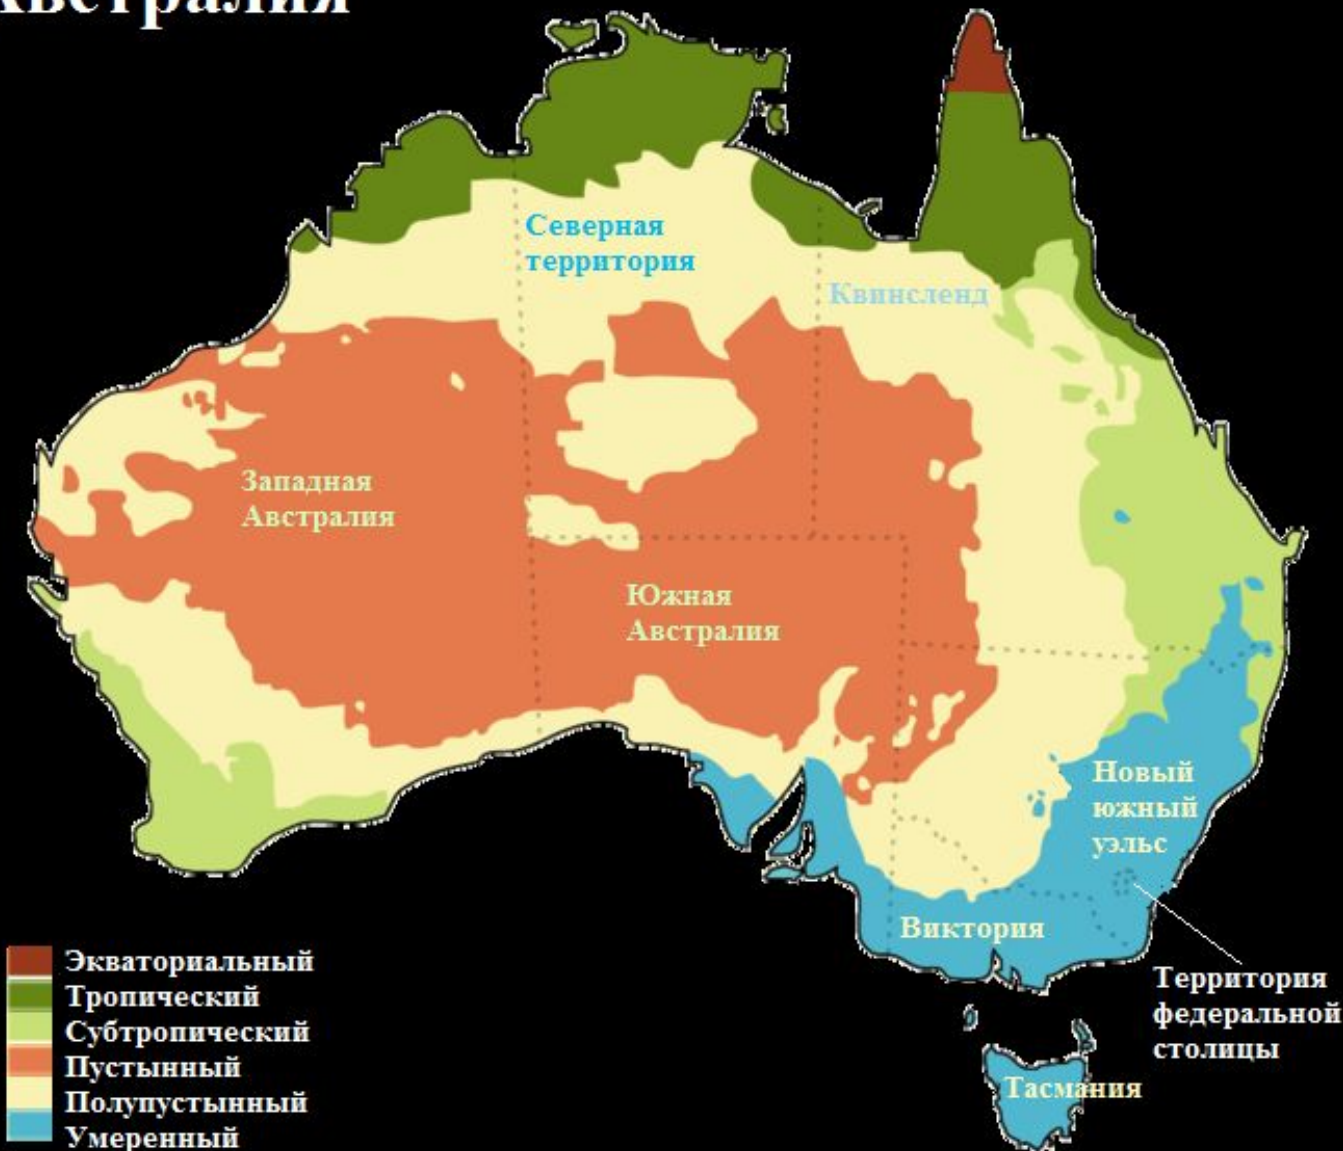 Австралия
Северная
территория
Квинсленд
Западная
Австралия
Южная
Австралия
Новый
южный
уэльс
Виктория
Территория
федеральной
столицы
Тасмания
Экваториальный
Тропический
Субтропический
Пустынный
Полупустынный
Умеренный